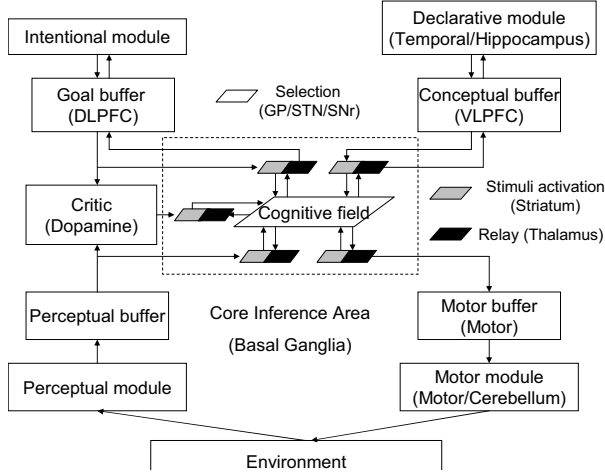 Intentional module
Declarative module
(Temporal/Hippocampus)
Goal buffer
(DLPFC)
Selection
(GP/STN/SNr)
Conceptual buffer
(VLPFC)
Critic
(Dopamine)
Cognitive field
Stimuli activation
(Striatum)
Relay (Thalamus)
Perceptual buffer
Core Inference Area
(Basal Ganglia)
Motor buffer
(Motor)
Perceptual module
Motor module
(Motor/Cerebellum)
Environment